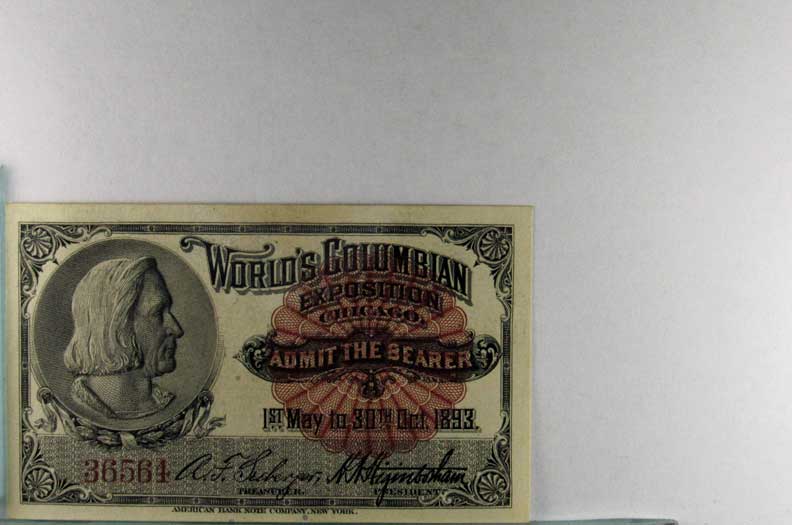 WORLD'S COLUMBIAN
EXPOSITION
CHICAGO,
ADMIT THE BEARER
1ST May to 30TH Oct. 1893.
36564
TREASURER. PRESIDENT
AMERICAN BANK NOTE COMPANY, NEW YORK.